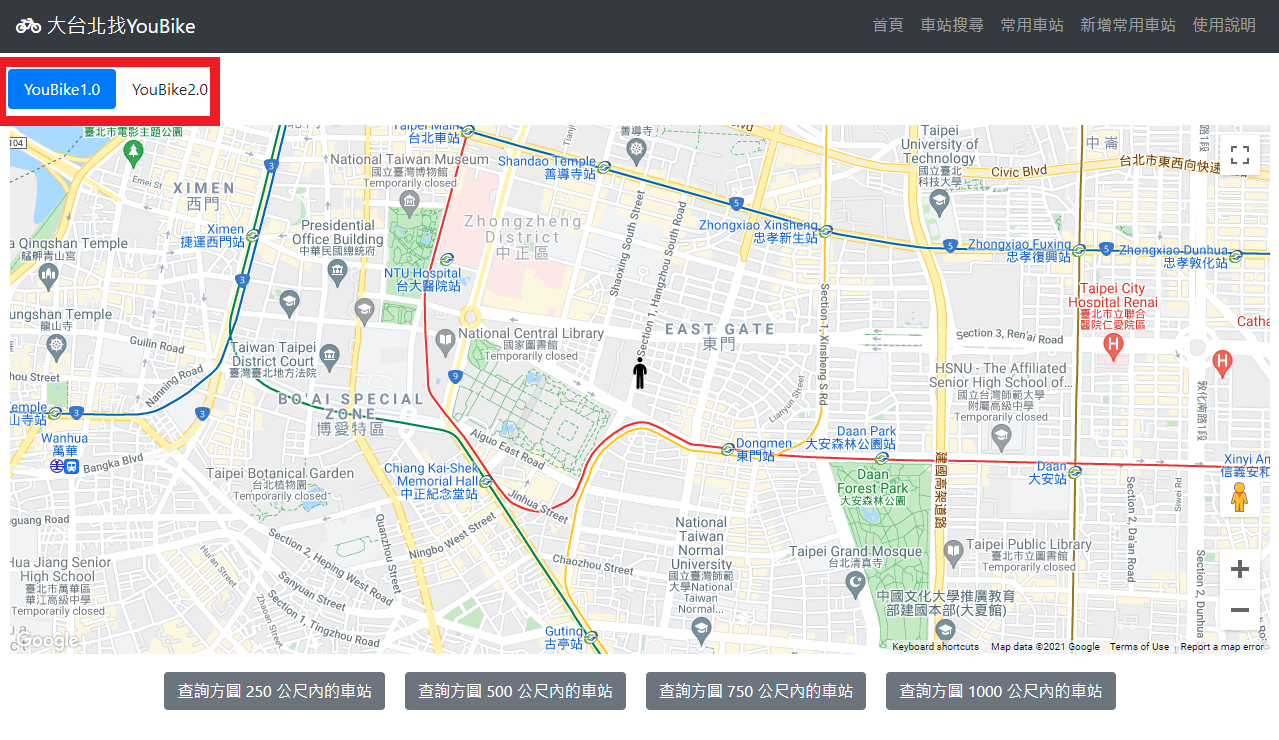 大台北找YouBike
首頁 車站搜尋 常用車站 新增常用車站 使用說明
YouBike1.0 YouBike2.0
臺北市電影主題公園
104
Emei St
XIMEN
西門
Ximen
捷運西門站
a Qingshan Temple
艋舺青山宮
ungshan Temple
龍山寺
Guilin Road
Nanning Road
Temple
山寺站
Wanhua
萬華
Bangka Blvd
National Taiwan Museum
國立臺灣博物館
Temporarily closed
Presidential
Office Building
中華民國總統府
Taipei Main
台北車站
Shandao Temple
善導寺站
善導寺
Zhongzheng
District
中正區
NTU Hospital
台大醫院站
Shaoxing South Street
Section 1, Hangzhou South Road
National Central Library
國家圖書館
Temporarily closed
EAST GATE
東門
Taiwan Taipei
District Court
臺灣臺北地方法院
BO'AI SPECIAL
ZONE
博愛特區
Aiguo East Road
Taipei Botanical Garden
台北植物園
Temporarily closed
Chiang Kai-Shek
Memorial Hall
中正紀念堂站
Jinhua Street
Ningbo West Street
Chaozhou Street
Quanzhou Street
Section 2, Heping West Road
Sanyuan Street
Section 1, Tingzhou Road
Hua Jiang Senior
High School
臺北市萬華區
華江高級中學
Temporarily closed
Guting
古亭站
Taipei
University of
Technology
國立臺北
科技大學
中崙
Civic Blvd
台北市東西向快速
Zhongxiao Xinsheng
忠孝新生站
Zhongxiao Fuxing
忠孝復興站
Zhongxiao Dunhua
忠孝敦化站
Section 1, Xinsheng S Rd
Lianyun Street
Section 3, Ren'ai Road
Taipei City
Hospital Renai
臺北市立聯合
醫院仁愛院區
Catha
HSNU - The Affiliated
Senior High School of...
國立台灣師範大學
附屬高級中學
Temporarily closed
敦化南路1段
Dongmen
東門站
Daan Park
大安森林公園站
Daan
Forest Park
大安森林公園
建國高架道路
Daan
大安站
Xinyi An
信義安和
Section 2, Da'an Road
Siwei Rd
Section 2, Dunhua
National
Taiwan
Normal
University
國立臺灣師範
大學National
Taiwan
Normal...
Taipei Grand Mosque
台北清真寺
Taipei Public Library
臺北市立圖書館
Temporarily closed
中國文化大學推廣教育
部建國本部(大夏館)
Google
Keyboard shortcuts Map data ©2021 Google Terms of Use Report a map error
查詢方圓 250 公尺內的車站 查詢方圓 500 公尺內的車站 查詢方圓 750 公尺內的車站 查詢方圓 1000 公尺內的車站